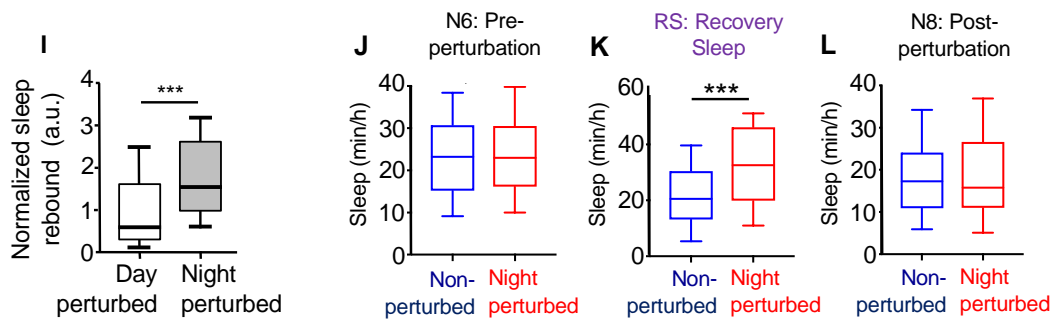 I
Normalized sleep
rebound (a.u.)
4
3
2
1
0
***
Day
perturbed
Night
perturbed
J
N6: Pre-
perturbation
Sleep (min/h)
40
30
20
10
0
Non-
perturbed
Night
perturbed
K
RS: Recovery
Sleep
Sleep (min/h)
60
40
20
0
***
Non-
perturbed
Night
perturbed
L
N8: Post-
perturbation
Sleep (min/h)
40
30
20
10
0
Non-
perturbed
Night
perturbed